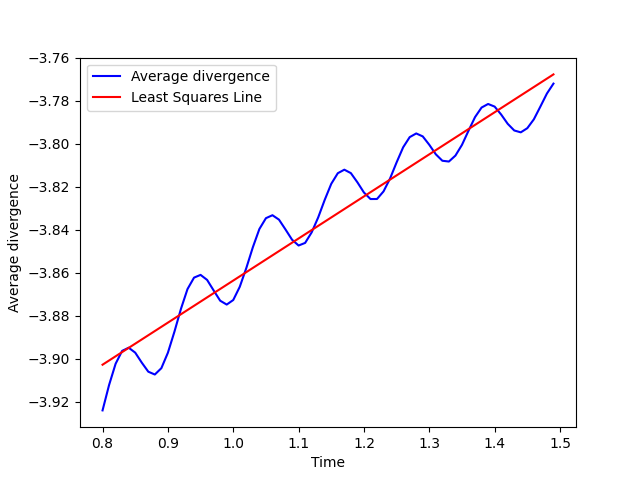 −3.76
−3.78
−3.80
−3.82
−3.84
−3.86
−3.88
−3.90
−3.92
Average divergence
Average divergence
Least Squares Line
0.8 0.9 1.0 1.1 1.2 1.3 1.4 1.5
Time